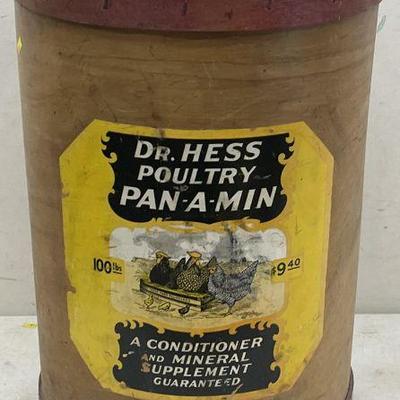 DR. HESS
POULTRY
PAN-A-MIN
100 lbs
$9.40
A CONDITIONER
AND MINERAL
SUPPLEMENT
GUARANTEED